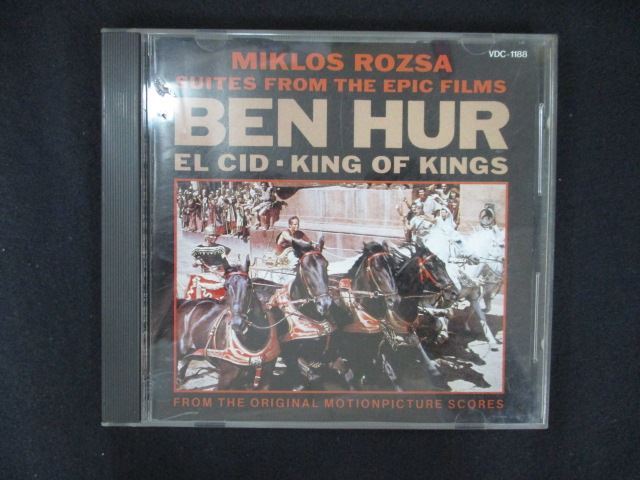 VDC-1188
MIKLOS ROZSA
SUITES FROM THE EPIC FILMS
BEN HUR
EL CID · KING OF KINGS
FROM THE ORIGINAL MOTIONPICTURE SCORES